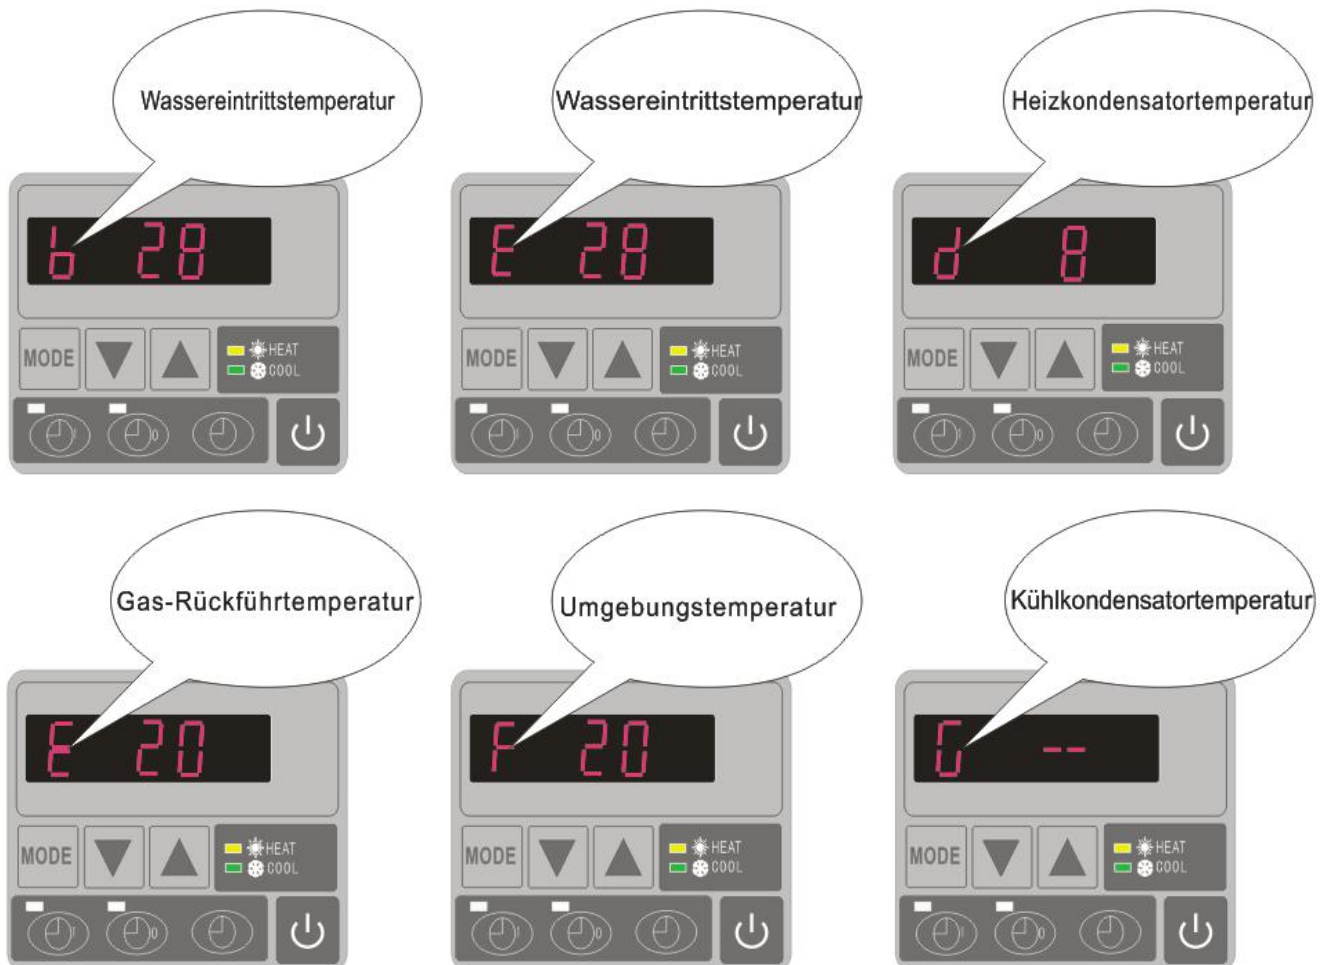 Wassereintrittstemperatur
b 28
MODE
HEAT
COOL
Wassereintrittstemperatur
E 28
MODE
HEAT
COOL
Heizkondensatortemperatur
d 8
MODE
HEAT
COOL
Gas-Rückführtemperatur
E 20
MODE
HEAT
COOL
Umgebungstemperatur
F 20
MODE
HEAT
COOL
Kühlkondensatortemperatur
G --
MODE
HEAT
COOL